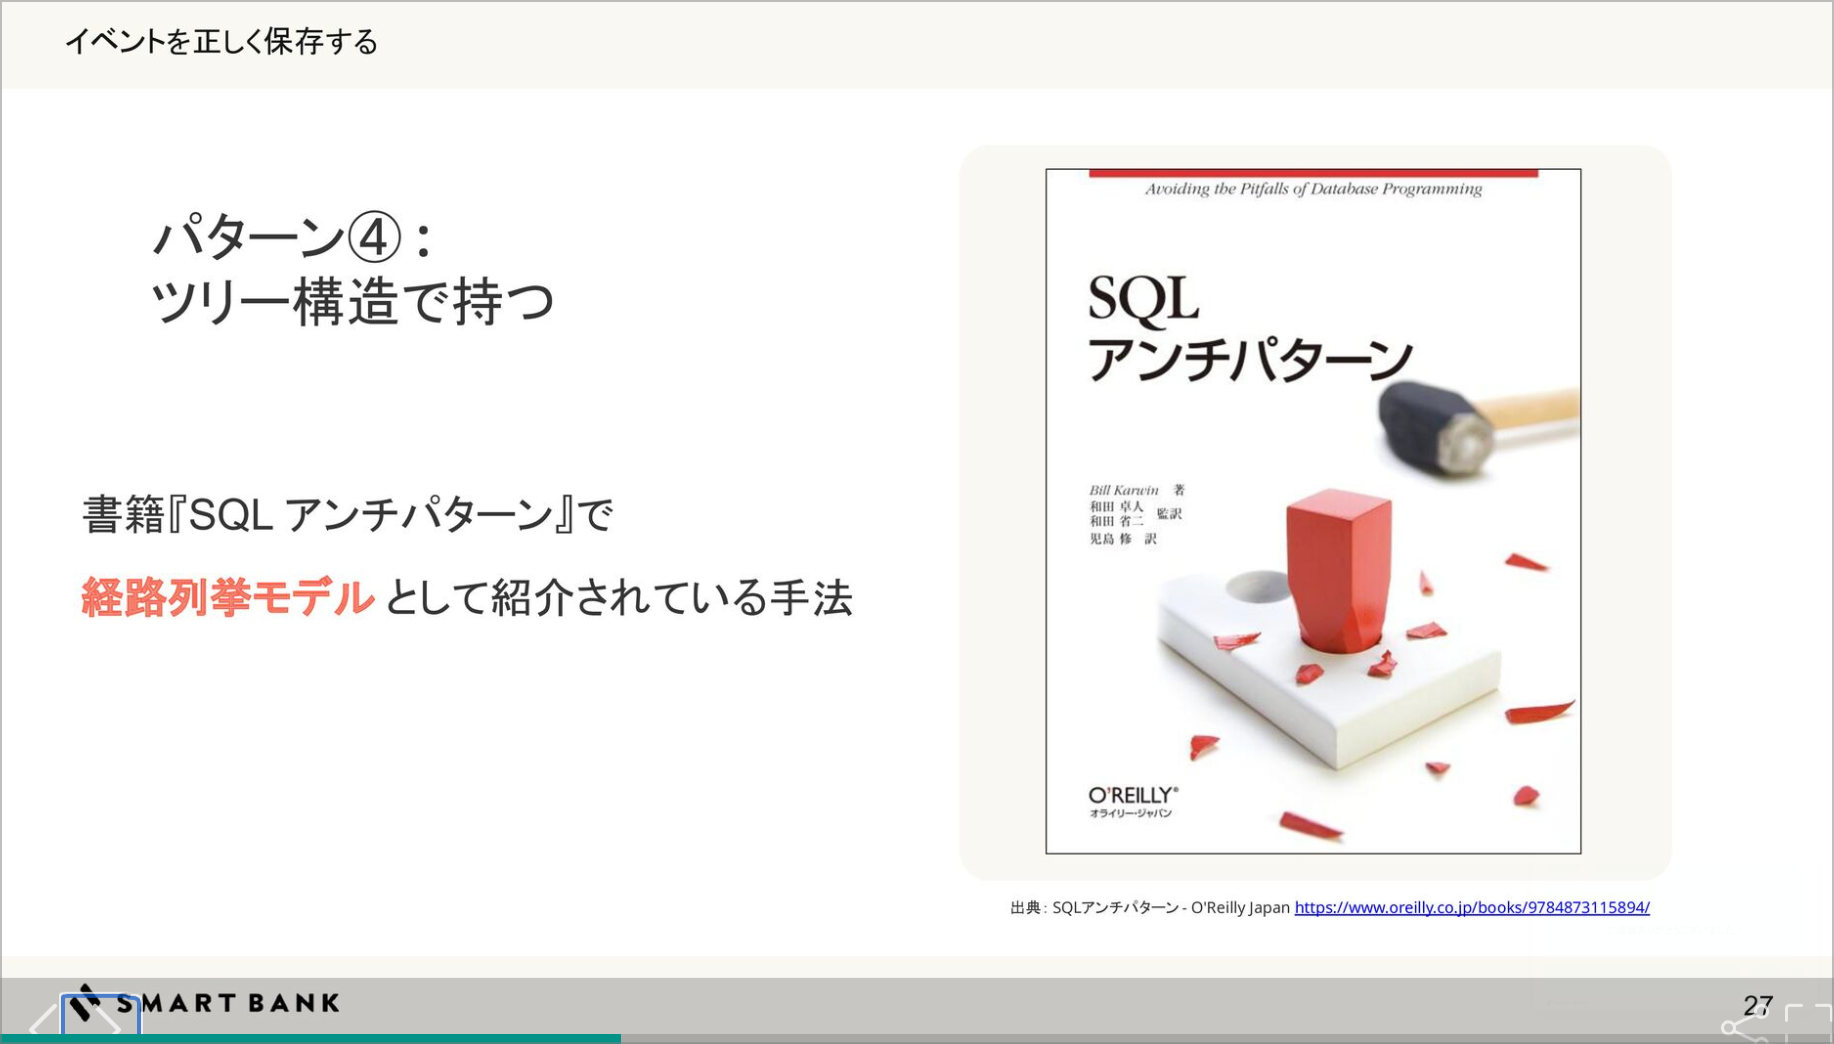 イベントを正しく保存する
パターン④：
ツリー構造で持つ
書籍『SQL アンチパターン』で
経路列挙モデル として紹介されている手法
Avoiding the Pitfalls of Database Programming
SQL
アンチパターン
Bill Karwin 著
和田 卓人
和田 省二 監訳
児島 修 訳
O'REILLY®
オライリー・ジャパン
出典：SQLアンチパターン - O'Reilly Japan https://www.oreilly.co.jp/books/9784873115894/
SMART BANK
27